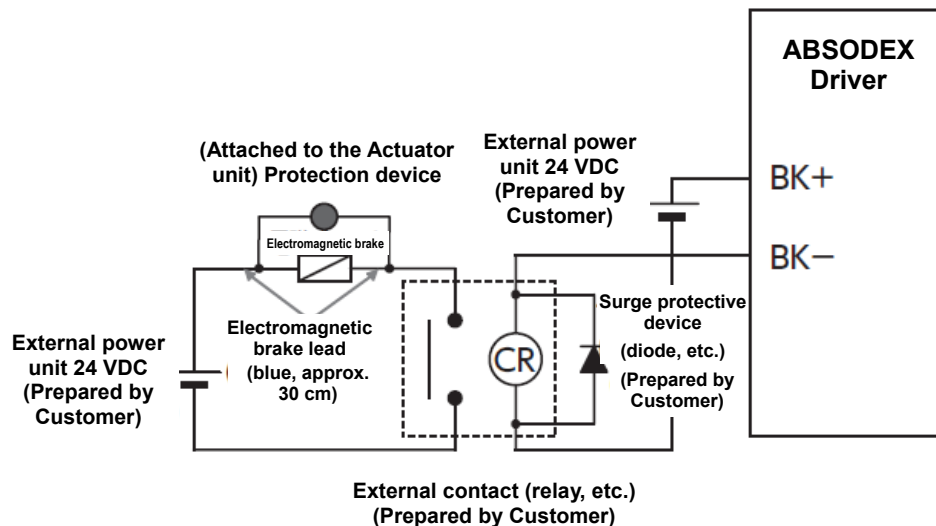 ABSODEX
Driver
(Attached to the Actuator
unit) Protection device
External power
unit 24 VDC
(Prepared by
Customer)
BK+
BK−
Electromagnetic brake
Electromagnetic
brake lead
(blue, approx.
30 cm)
External power
unit 24 VDC
(Prepared by
Customer)
CR
Surge protective
device
(diode, etc.)
(Prepared by
Customer)
External contact (relay, etc.)
(Prepared by Customer)